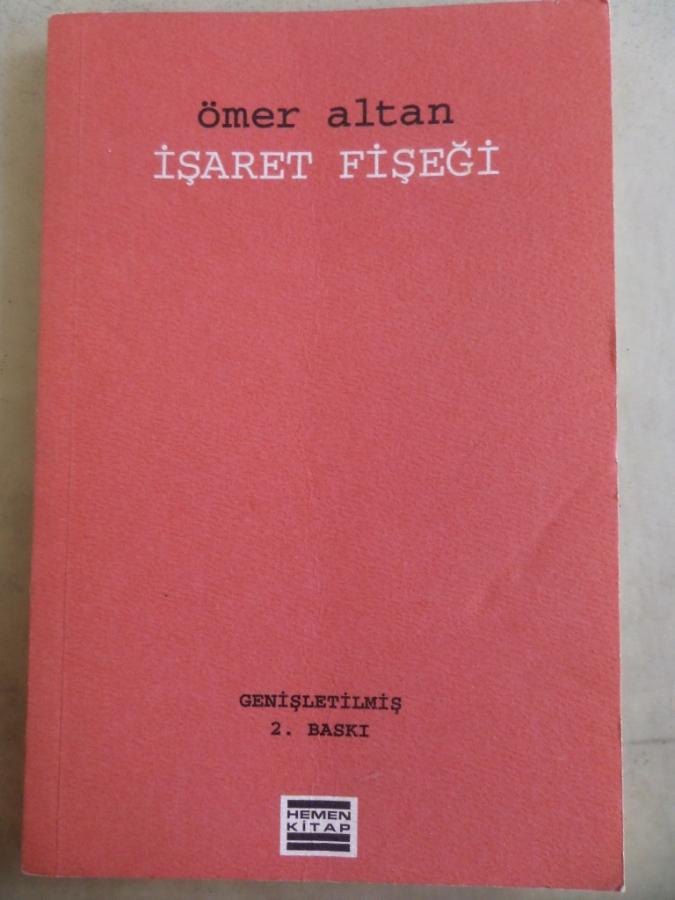 ömer altan
İŞARET FİŞEĞİ
GENİŞLETİLMİŞ
2. BASKI
HEMEN
KİTAP